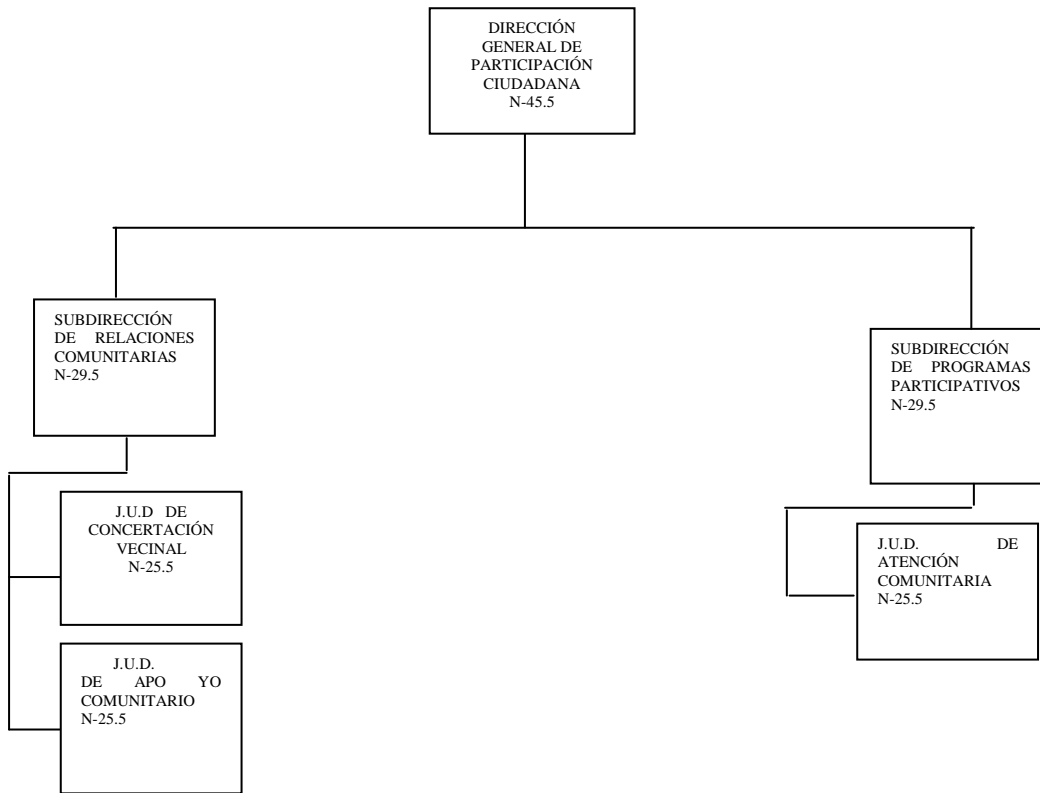 DIRECCIÓN
GENERAL DE
PARTICIPACIÓN
CIUDADANA
N-45.5
SUBDIRECCIÓN
DE RELACIONES
COMUNITARIAS
N-29.5
SUBDIRECCIÓN
DE PROGRAMAS
PARTICIPATIVOS
N-29.5
J.U.D DE
CONCERTACIÓN
VECINAL
N-25.5
J.U.D. DE
ATENCIÓN
COMUNITARIA
N-25.5
J.U.D.
DE APO YO
COMUNITARIO
N-25.5